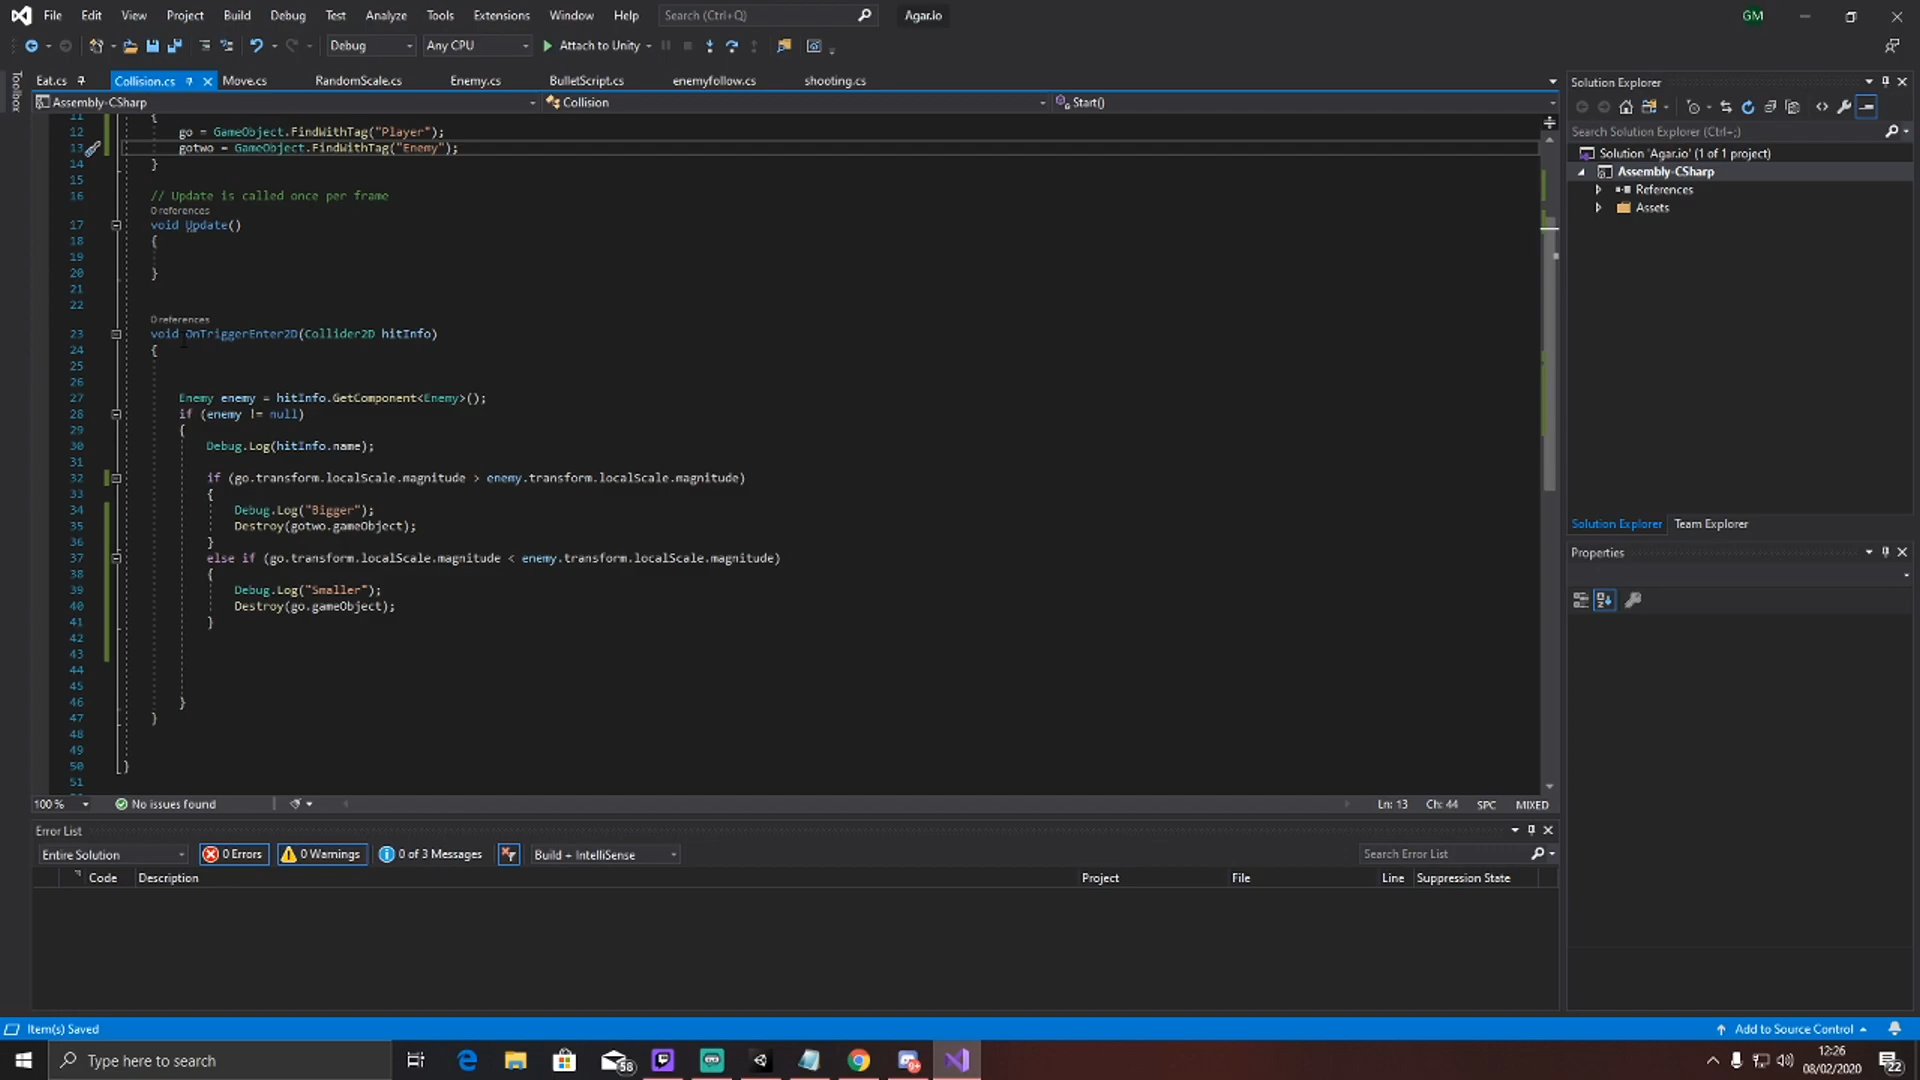 File Edit View Project Build Debug Test Analyze Tools Extensions Window Help Search (Ctrl+Q) Agar.io GM
Debug Any CPU Attach to Unity
Toolbox
Eat.cs Collision.cs Move.cs RandomScale.cs Enemy.cs BulletScript.cs enemyfollow.cs shooting.cs
Assembly-CSharp Collision Start()
11 {
12 go = GameObject.FindWithTag("Player");
13 gotwo = GameObject.FindWithTag("Enemy");
14 }
15
16 // Update is called once per frame
0 references
17 void Update()
18 {
19
20 }
21
22
0 references
23 void OnTriggerEnter2D(Collider2D hitInfo)
24 {
25
26
27 Enemy enemy = hitInfo.GetComponent<Enemy>();
28 if (enemy != null)
29 {
30 Debug.Log(hitInfo.name);
31
32 if (go.transform.localScale.magnitude > enemy.transform.localScale.magnitude)
33 {
34 Debug.Log("Bigger");
35 Destroy(gotwo.gameObject);
36 }
37 else if (go.transform.localScale.magnitude < enemy.transform.localScale.magnitude)
38 {
39 Debug.Log("Smaller");
40 Destroy(go.gameObject);
41 }
42
43
44
45
46 }
47 }
48
49
50 }
51
100 % No issues found Ln: 13 Ch: 44 SPC MIXED
Error List
Entire Solution 0 Errors 0 Warnings 0 of 3 Messages Build + IntelliSense Search Error List
Code Description Project File Line Suppression State
Solution Explorer
Search Solution Explorer (Ctrl+;)
Solution 'Agar.io' (1 of 1 project)
Assembly-CSharp
References
Assets
Solution Explorer Team Explorer
Properties
Item(s) Saved Add to Source Control
Type here to search 58 9+ 12:26
08/02/2020 22